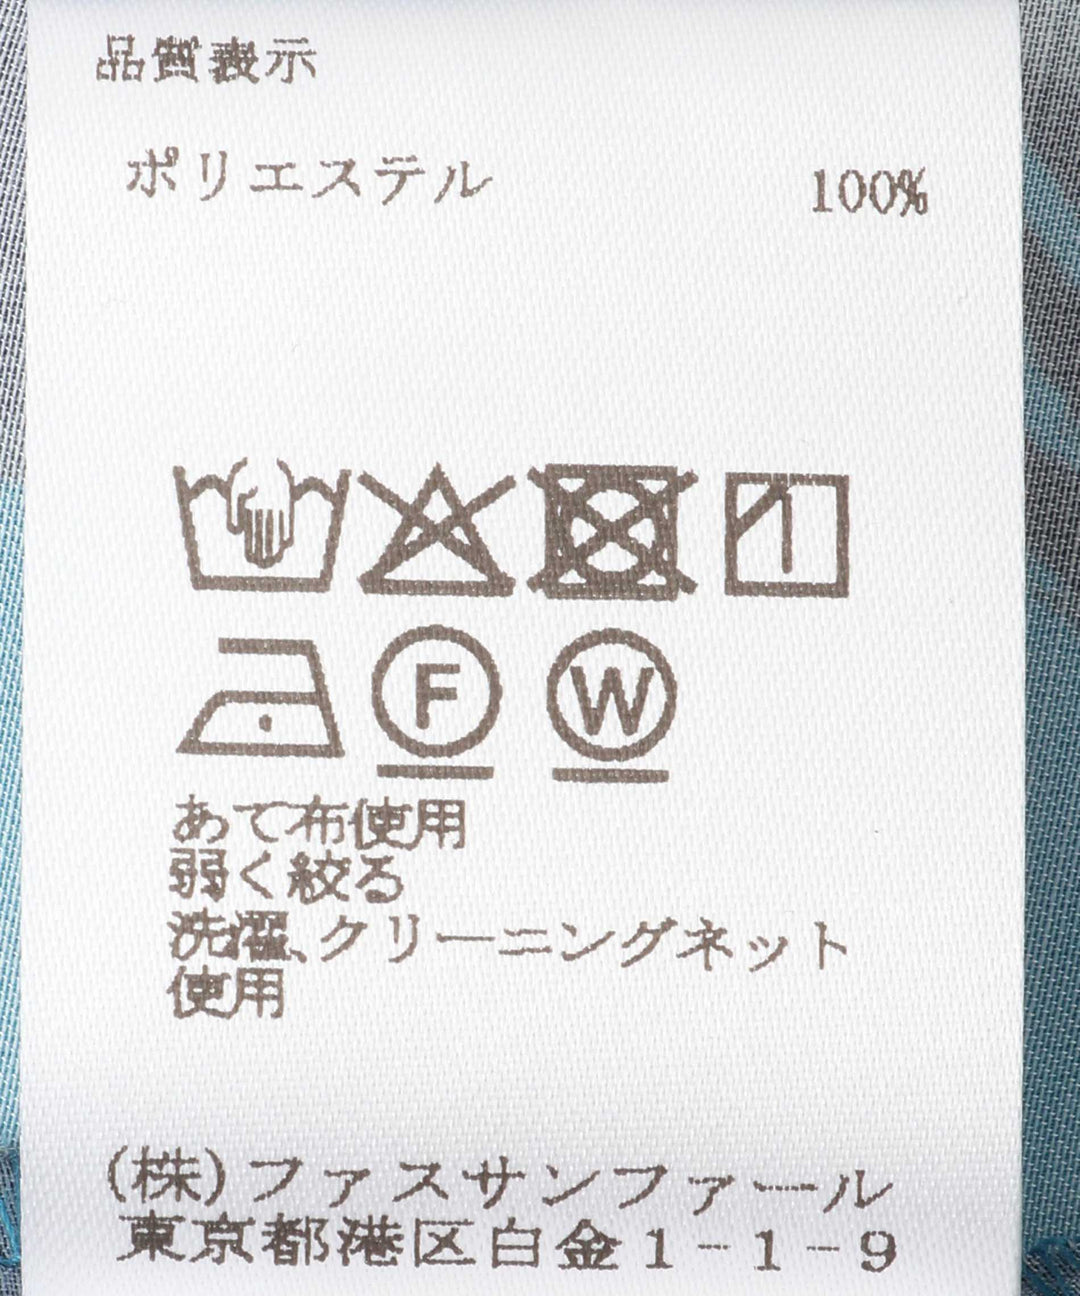 品質表示
ポリエステル 100%
F W
あて布使用
弱く絞る
洗濯、クリーニングネット
使用
(株)ファスサンファール
東京都港区白金1-1-9